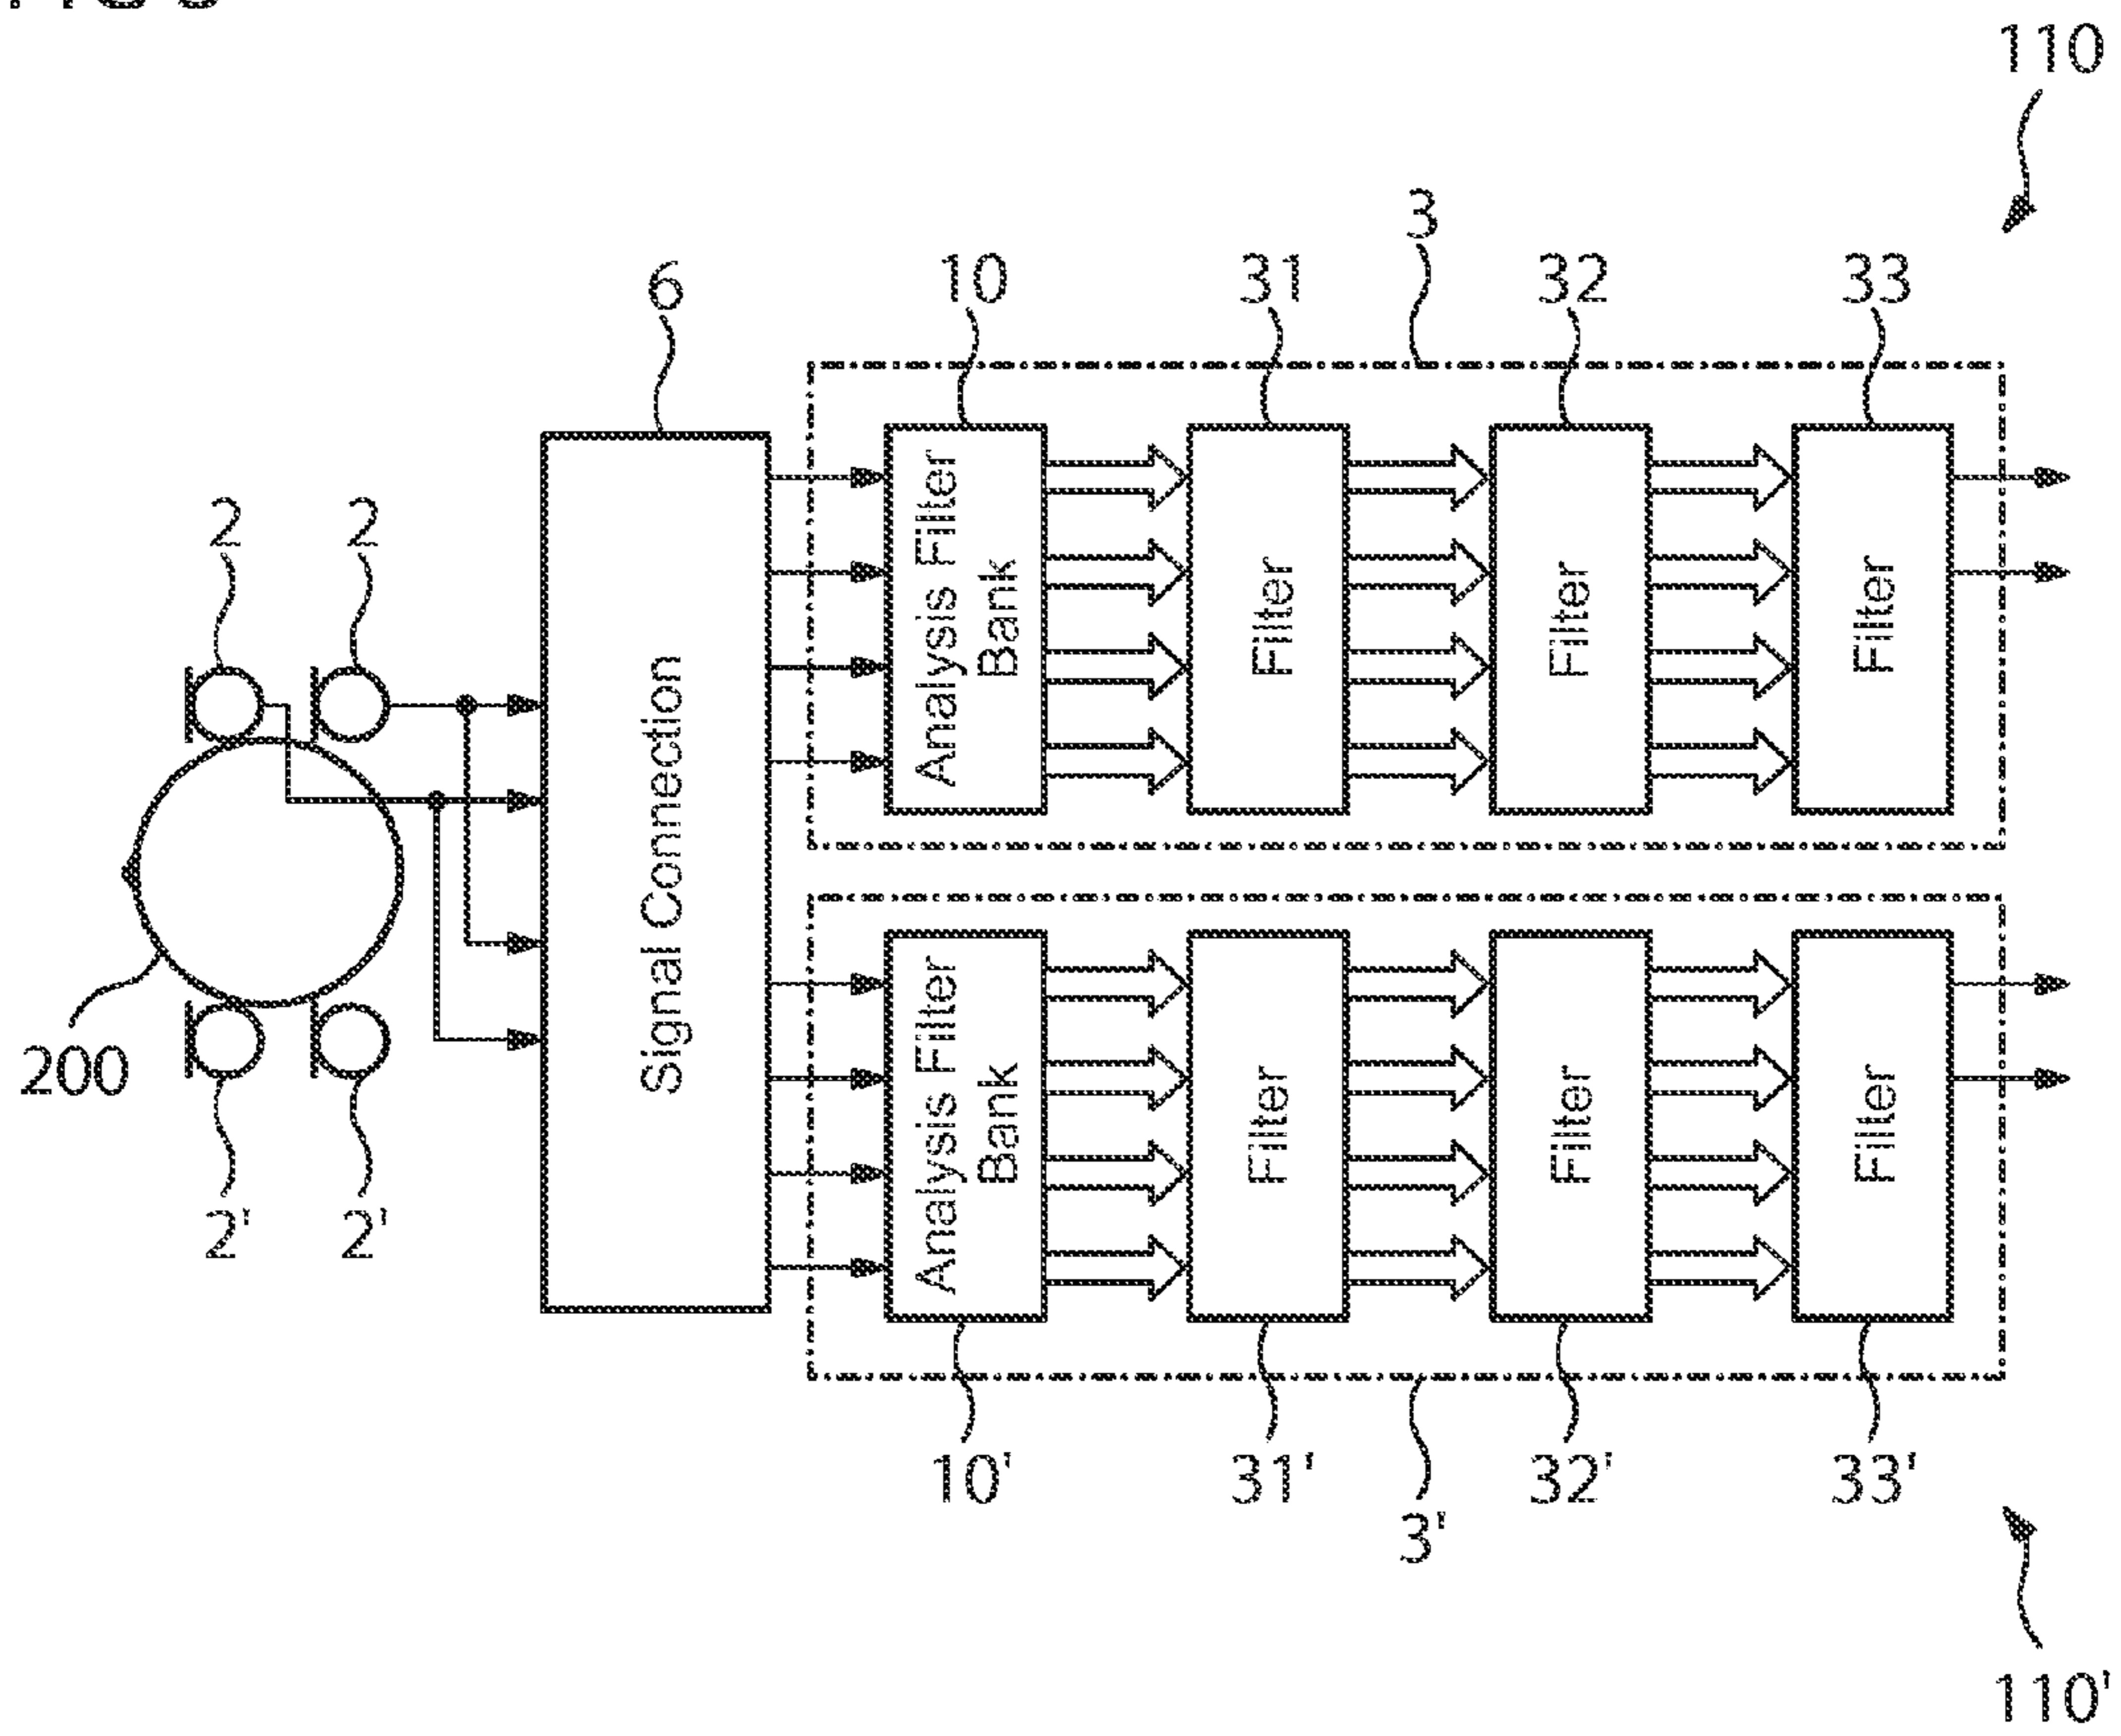 110
3
6
10
31
32
33
2
2
Signal Connection
Analysis Filter
Bank
Filter
Filter
Filter
200
2'
2'
Analysis Filter
Bank
Filter
Filter
Filter
10'
31'
32'
33'
3'
110'